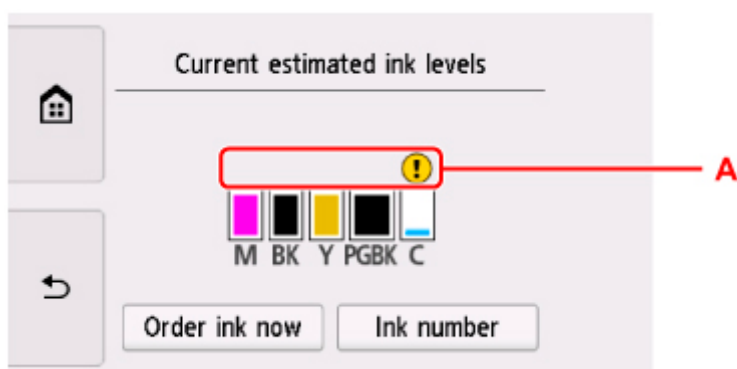 Current estimated ink levels
A
M BK Y PGBK C
Order ink now Ink number